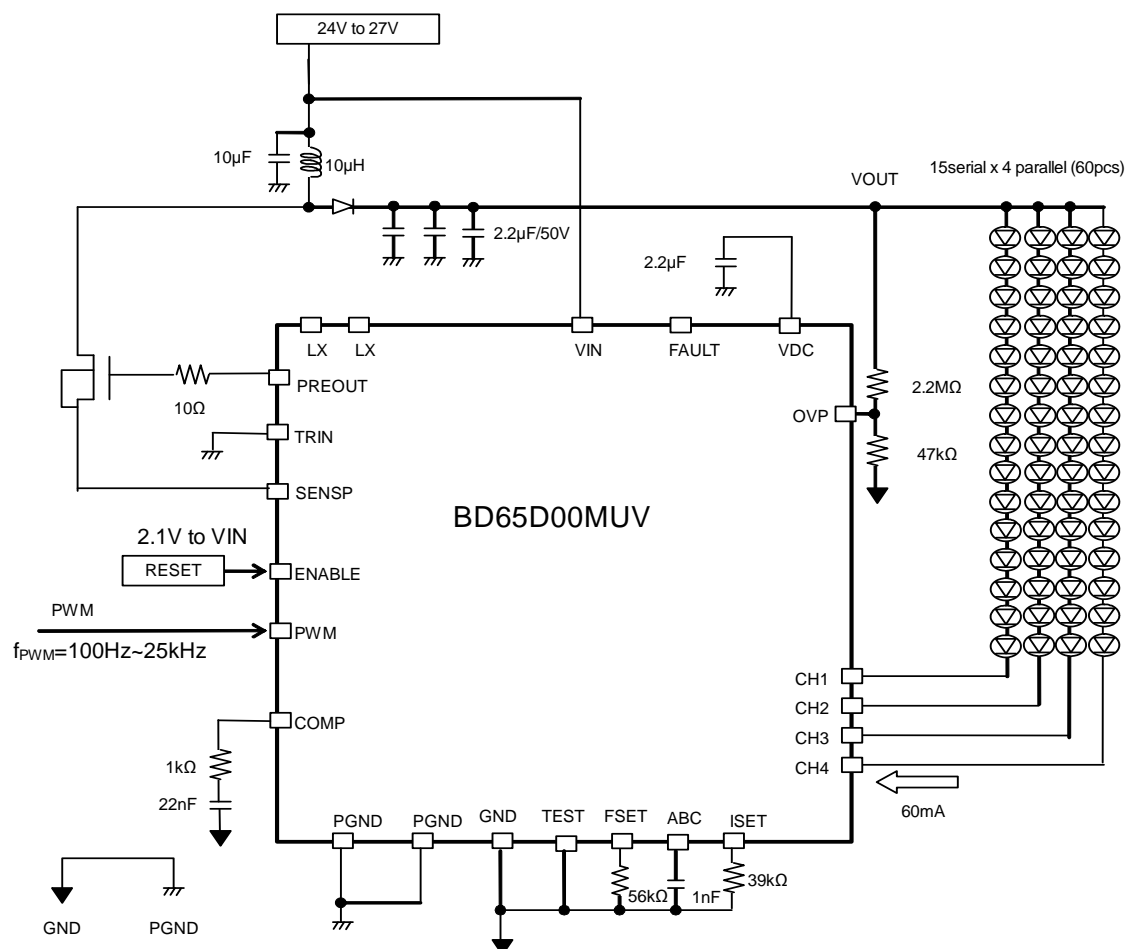 24V to 27V
10µF
10µH
VOUT
15serial x 4 parallel (60pcs)
2.2µF/50V
2.2µF
LX
LX
VIN
FAULT
VDC
PREOUT
10Ω
2.2MΩ
OVP
TRIN
47kΩ
SENSP
BD65D00MUV
2.1V to VIN
RESET
ENABLE
PWM
PWM
fPWM=100Hz~25kHz
CH1
CH2
COMP
CH3
1kΩ
CH4
22nF
60mA
PGND
PGND
GND
TEST
FSET
ABC
ISET
56kΩ
1nF
39kΩ
GND
PGND